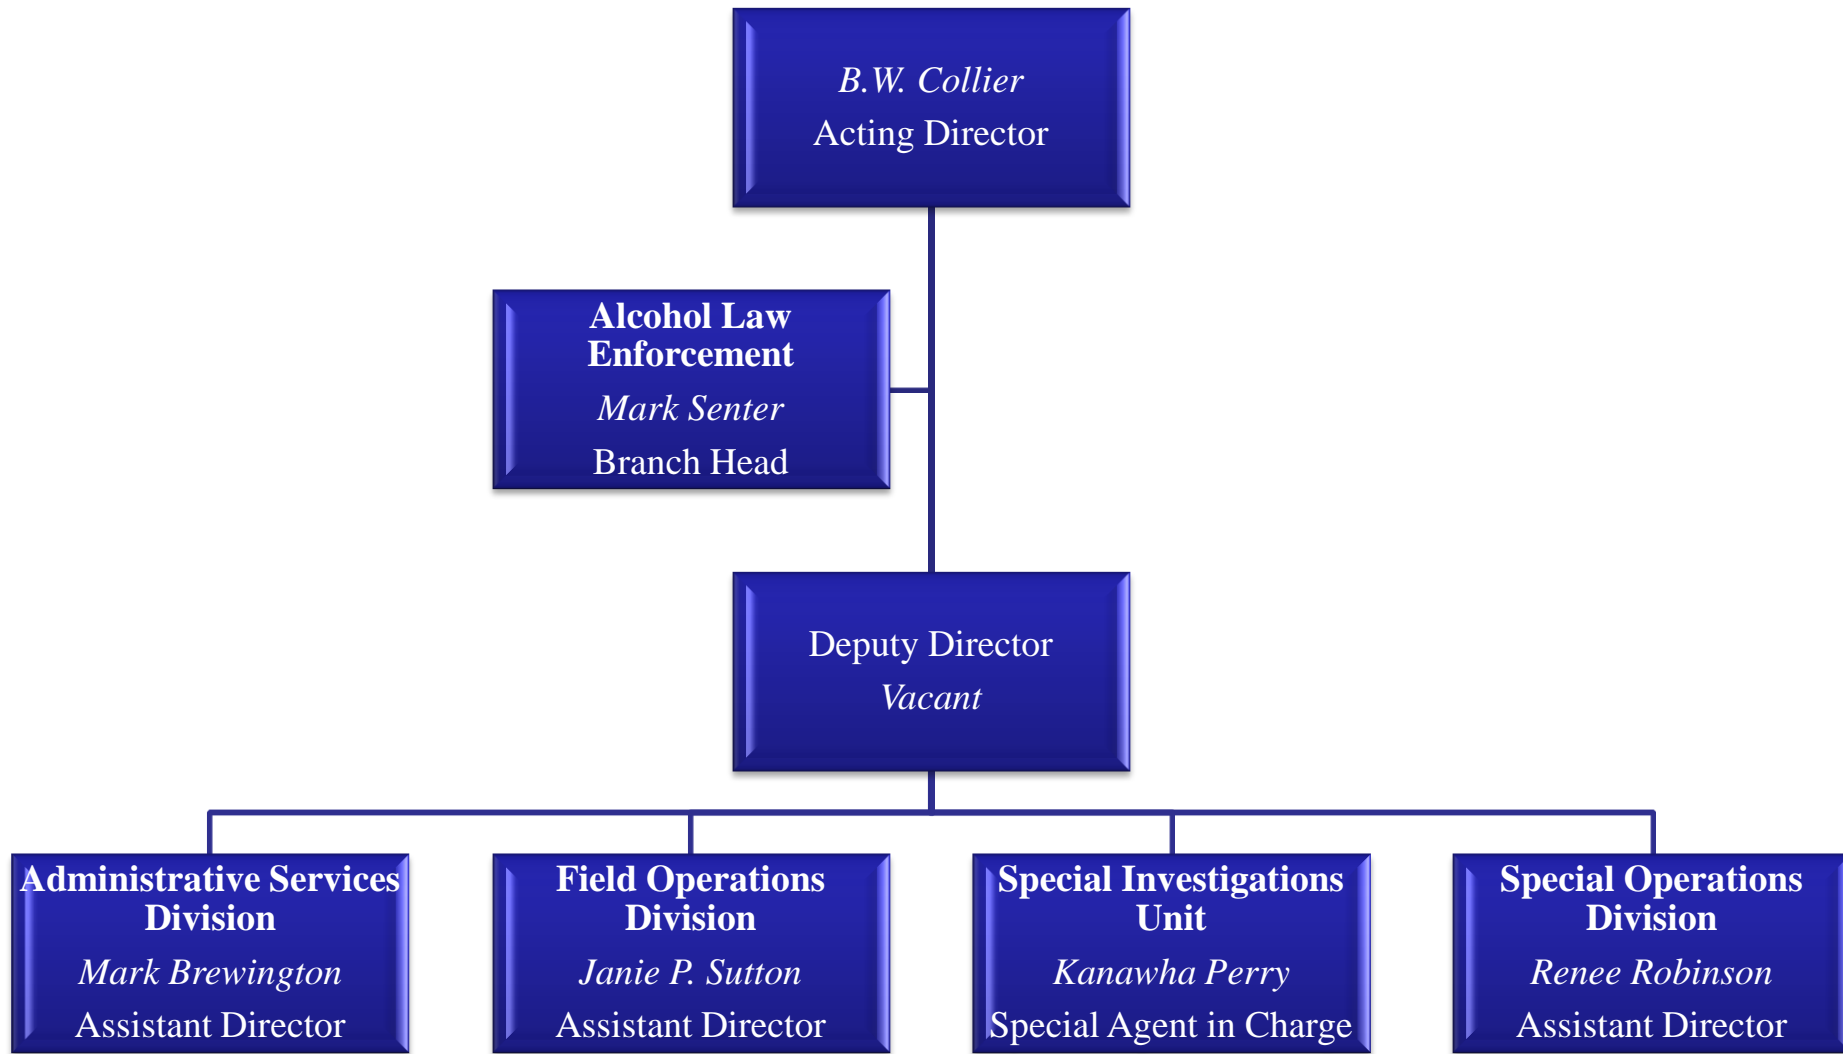 B.W. Collier
Acting Director
Alcohol Law
Enforcement
Mark Senter
Branch Head
Deputy Director
Vacant
Administrative Services
Division
Mark Brewington
Assistant Director
Field Operations
Division
Janie P. Sutton
Assistant Director
Special Investigations
Unit
Kanawha Perry
Special Agent in Charge
Special Operations
Division
Renee Robinson
Assistant Director